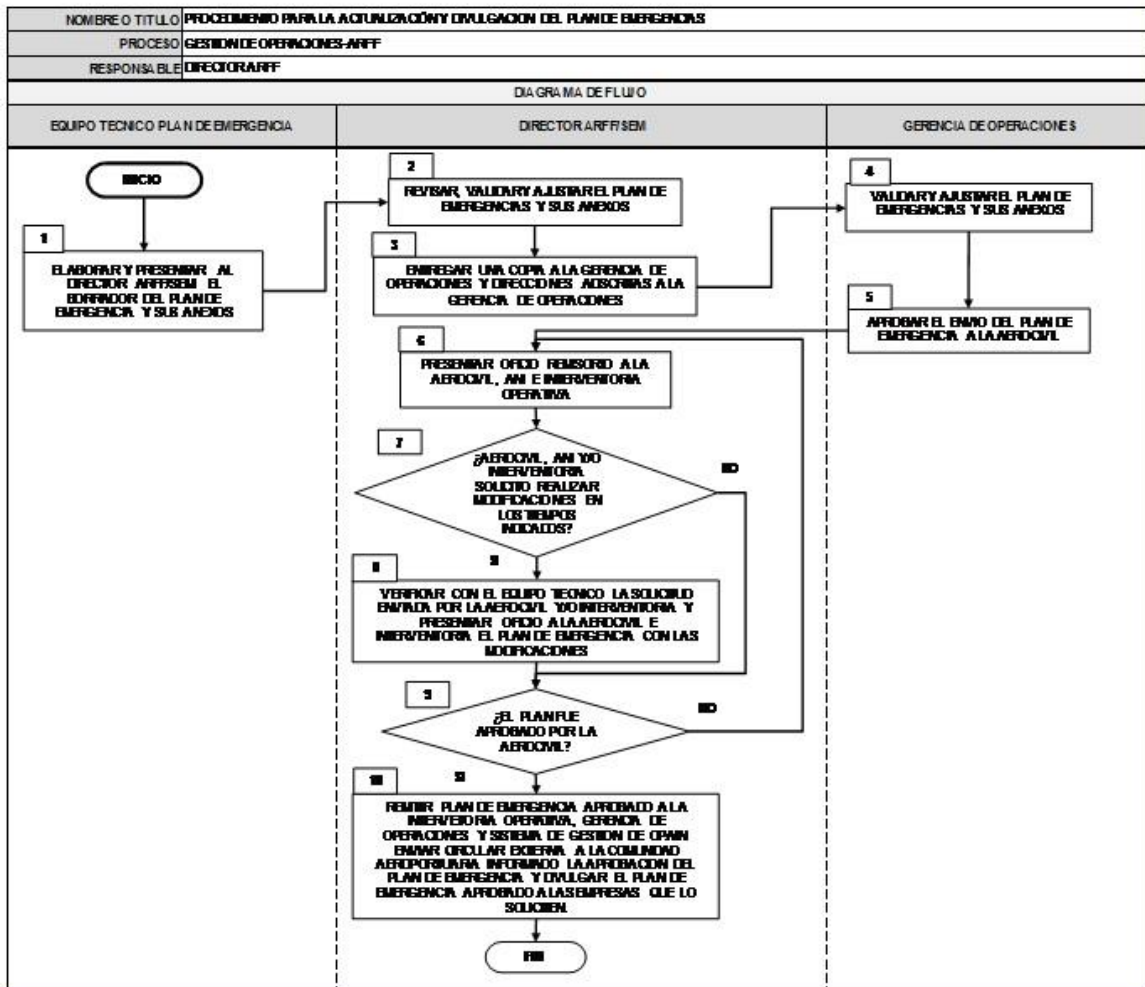 NOMBRE O TITULO PROCEDIMIENTO PARA LA ACTUALIZACIÓN Y DIVULGACION DEL PLAN DE EMERGENCIAS
PROCESO GESTION DE OPERACIONES-ARFF
RESPONSABLE DIRECTOR ARFF
DIAGRAMA DE FLUJO
EQUIPO TECNICO PLAN DE EMERGENCIA
DIRECTOR ARFF/SEM
GERENCIA DE OPERACIONES
INICIO
1
ELABORAR Y PRESENTAR AL
DIRECTOR ARFF/SEM EL
BORRADOR DEL PLAN DE
EMERGENCIA Y SUS ANEXOS
2
REVISAR, VALIDAR Y AJUSTAR EL PLAN DE
EMERGENCIAS Y SUS ANEXOS
3
ENTREGAR UNA COPIA A LA GERENCIA DE
OPERACIONES Y DIRECCIONES ADSCRITAS A LA
GERENCIA DE OPERACIONES
4
VALIDAR Y AJUSTAR EL PLAN DE
EMERGENCIAS Y SUS ANEXOS
5
APROBAR EL ENVIO DEL PLAN DE
EMERGENCIA A LA AEROCIVIL
6
PRESENTAR OFICIO REMISORIO A LA
AEROCIVIL, ANI E INTERVENTORIA
OPERATIVA
7
¿AEROCIVIL, ANI Y/O
INTERVENTORIA
SOLICITO REALIZAR
MODIFICACIONES EN
LOS TIEMPOS
INDICADOS?
NO
SI
8
VERIFICAR CON EL EQUIPO TECNICO LA SOLICITUD
ENVIADA POR LA AEROCIVIL Y/O INTERVENTORIA Y
PRESENTAR OFICIO A LA AEROCIVIL E
INTERVENTORIA EL PLAN DE EMERGENCIA CON LAS
MODIFICACIONES
9
¿EL PLAN FUE
APROBADO POR LA
AEROCIVIL?
NO
SI
10
REMITIR PLAN DE EMERGENCIA APROBADO A LA
INTERVETORIA OPERATIVA, GERENCIA DE
OPERACIONES Y SISTEMA DE GESTION DE OPAIN
ENVIAR CIRCULAR EXTERNA A LA COMUNIDAD
AEROPORTUARIA INFORMADO LA APROBACION DEL
PLAN DE EMERGENCIA Y DIVULGAR EL PLAN DE
EMERGENCIA APROBADO A LAS EMPRESAS QUE LO
SOLICITEN.
FIN